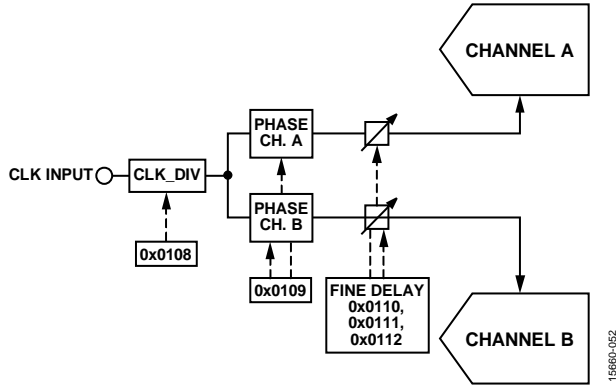 CHANNEL A
PHASE
CH. A
CLK INPUT
CLK_DIV
PHASE
CH. B
0x0108
0x0109
FINE DELAY
0x0110,
0x0111,
0x0112
CHANNEL B
15660-052